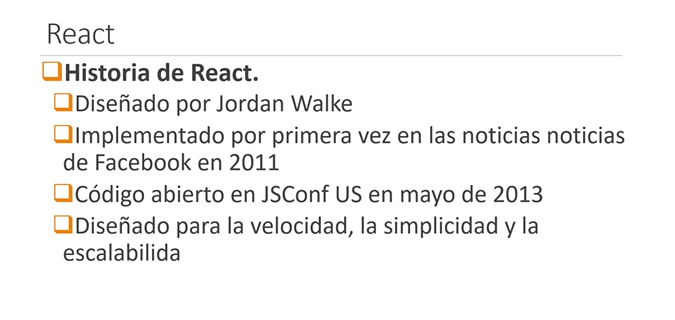 React
Historia de React.
Diseñado por Jordan Walke
Implementado por primera vez en las noticias noticias
de Facebook en 2011
Código abierto en JSConf US en mayo de 2013
Diseñado para la velocidad, la simplicidad y la
escalabilida